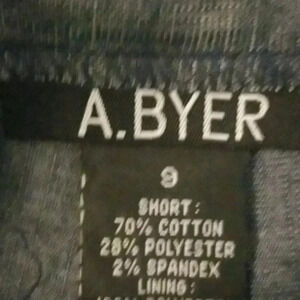 A.BYER
9
SHORT:
70% COTTON
28% POLYESTER
2% SPANDEX
LINING: